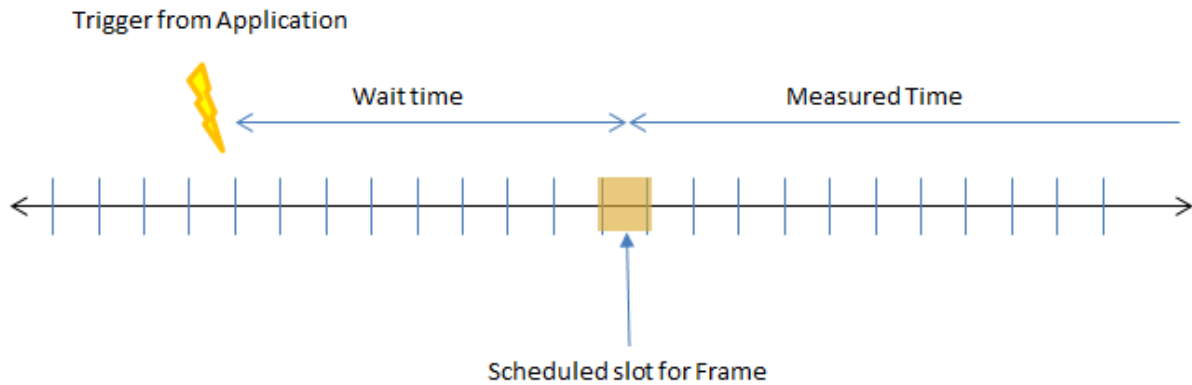 Trigger from Application
Wait time
Measured Time
Scheduled slot for Frame